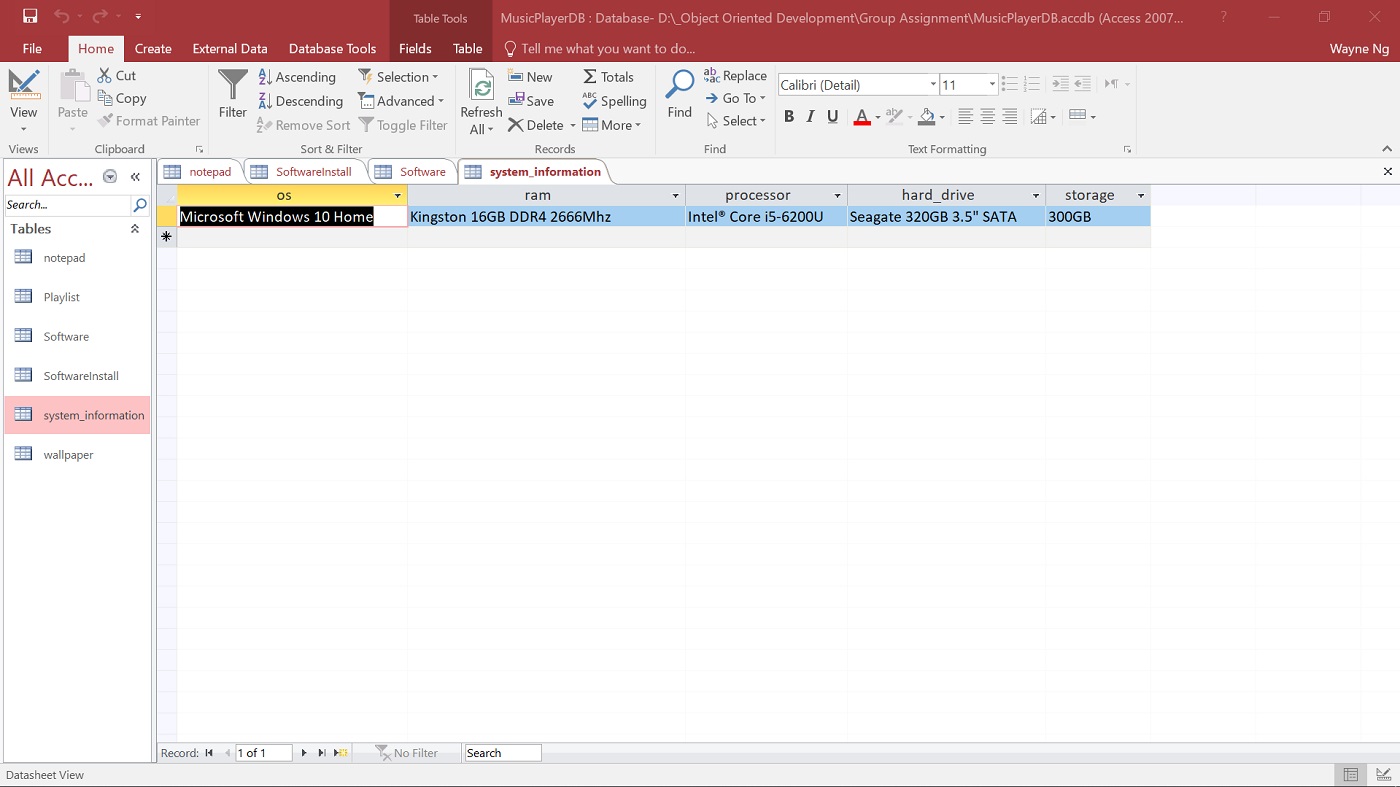 Table Tools
MusicPlayerDB : Database- D:\_Object Oriented Development\Group Assignment\MusicPlayerDB.accdb (Access 2007...
?
File Home Create External Data Database Tools Fields Table Tell me what you want to do... Wayne Ng
View
Views
Paste
Cut
Copy
Format Painter
Clipboard
Filter
Ascending
Descending
Remove Sort
Selection
Advanced
Toggle Filter
Sort & Filter
Refresh
All
New
Save
Delete
Totals
Spelling
More
Records
Find
Replace
Go To
Select
Find
Calibri (Detail) 11
B I U A
Text Formatting
All Acc...
Search...
Tables
notepad
Playlist
Software
SoftwareInstall
system_information
wallpaper
notepad SoftwareInstall Software system_information
os ram processor hard_drive storage
Microsoft Windows 10 Home Kingston 16GB DDR4 2666Mhz Intel® Core i5-6200U Seagate 320GB 3.5" SATA 300GB
Record: 1 of 1 No Filter Search
Datasheet View